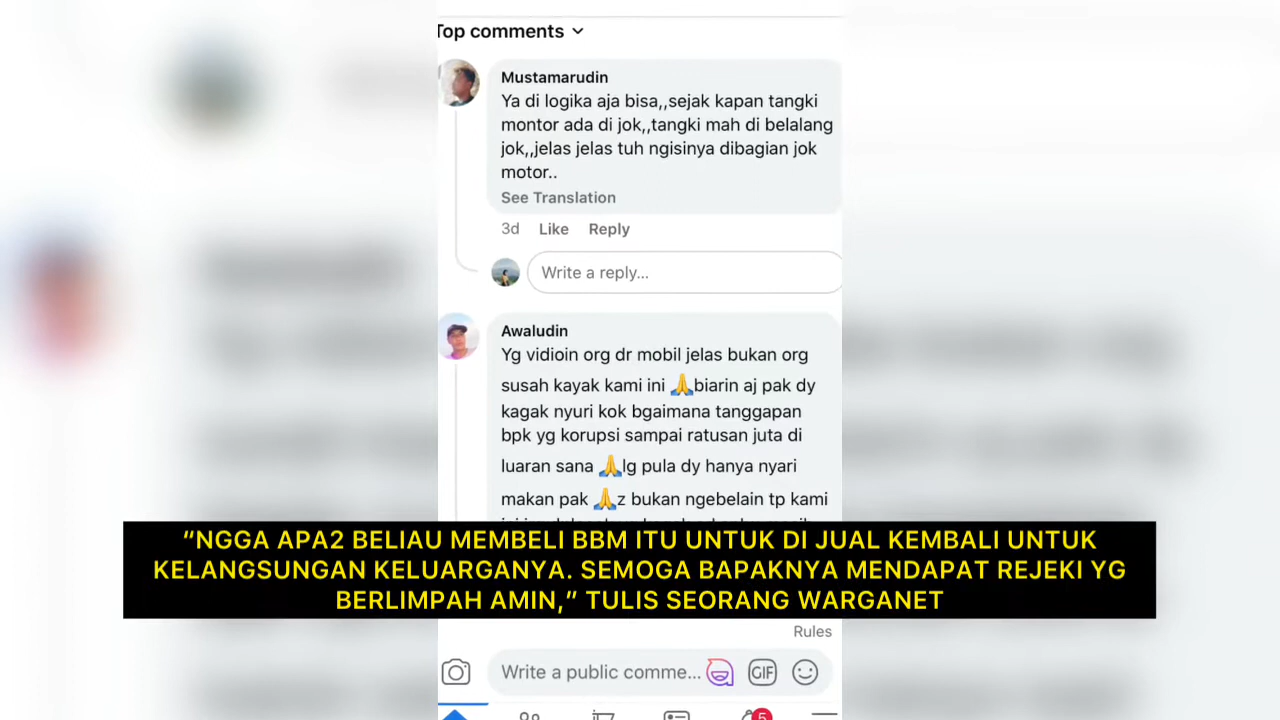 Top comments
Mustamarudin
Ya di logika aja bisa,,sejak kapan tangki
montor ada di jok,,tangki mah di belalang
jok,,jelas jelas tuh ngisinya dibagian jok
motor..
See Translation
3d Like Reply
Write a reply...
Awaludin
Yg vidioin org dr mobil jelas bukan org
susah kayak kami ini 🙏biarin aj pak dy
kagak nyuri kok bgaimana tanggapan
bpk yg korupsi sampai ratusan juta di
luaran sana 🙏lg pula dy hanya nyari
makan pak 🙏z bukan ngebelain tp kami
“NGGA APA2 BELIAU MEMBELI BBM ITU UNTUK DI JUAL KEMBALI UNTUK
KELANGSUNGAN KELUARGANYA. SEMOGA BAPAKNYA MENDAPAT REJEKI YG
BERLIMPAH AMIN,” TULIS SEORANG WARGANET
Rules
Write a public comme... GIF
5